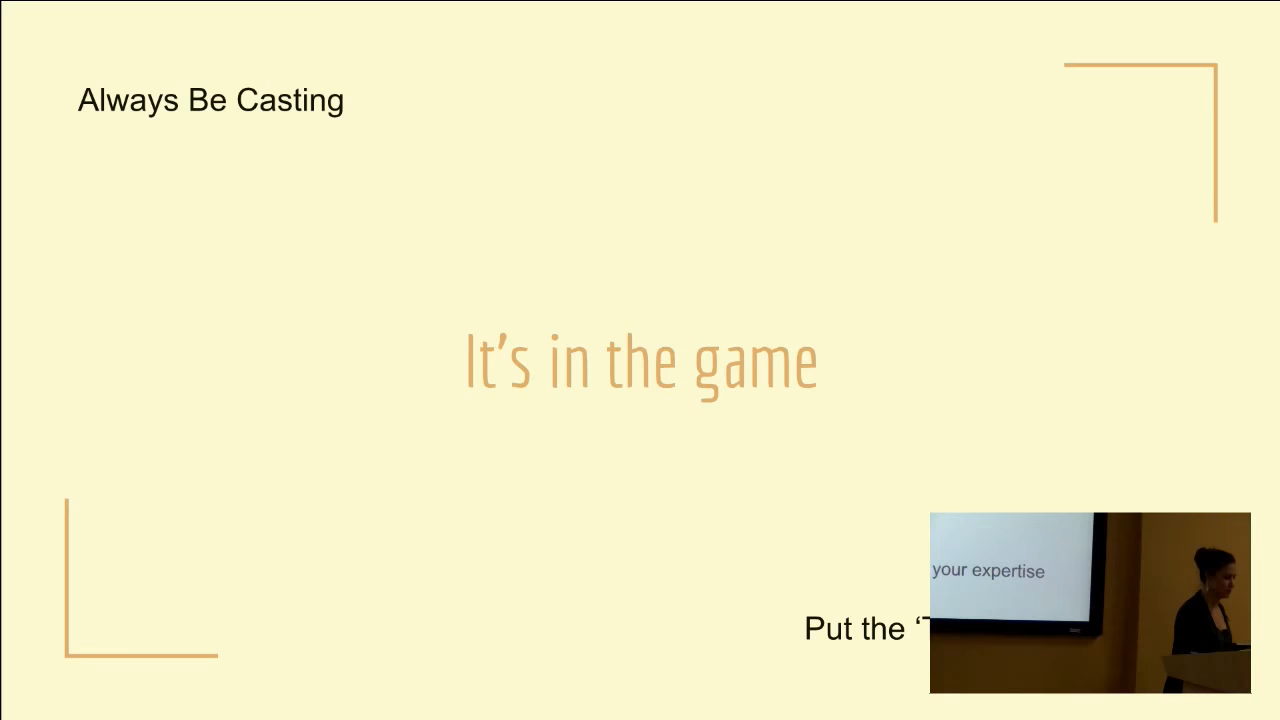 Always Be Casting
It’s in the game
Put the
your expertise